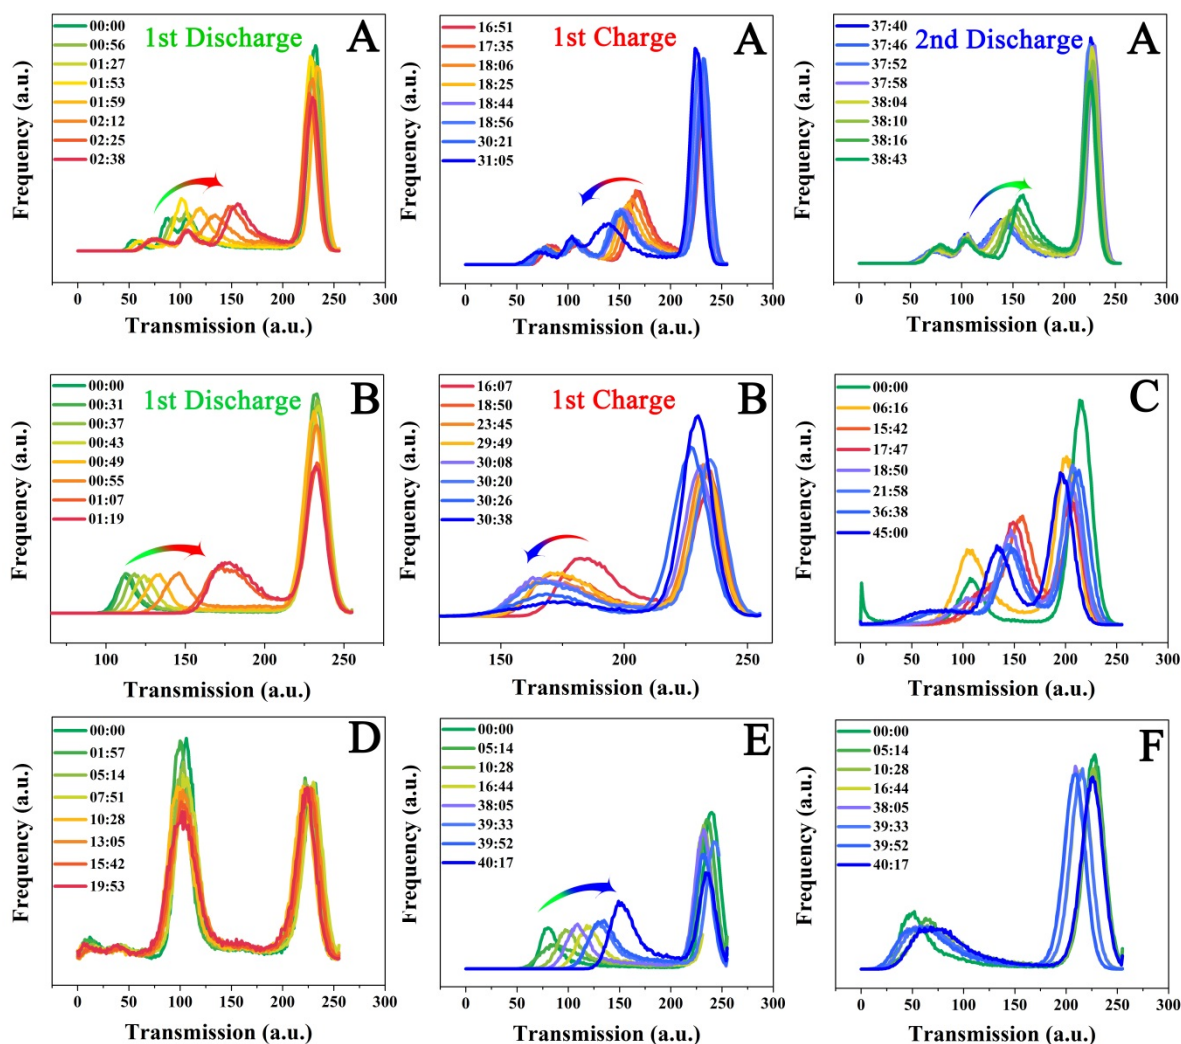 1st Discharge
A
00:00
00:56
01:27
01:53
01:59
02:12
02:25
02:38
Frequency (a.u.)
0 50 100 150 200 250 300
Transmission (a.u.)
1st Charge
A
16:51
17:35
18:06
18:25
18:44
18:56
30:21
31:05
Frequency (a.u.)
0 50 100 150 200 250 300
Transmission (a.u.)
2nd Discharge
A
37:40
37:46
37:52
37:58
38:04
38:10
38:16
38:43
Frequency (a.u.)
0 50 100 150 200 250 300
Transmission (a.u.)
1st Discharge
B
00:00
00:31
00:37
00:43
00:49
00:55
01:07
01:19
Frequency (a.u.)
100 150 200 250
Transmission (a.u.)
1st Charge
B
16:07
18:50
23:45
29:49
30:08
30:20
30:26
30:38
Frequency (a.u.)
150 200 250
Transmission (a.u.)
C
00:00
06:16
15:42
17:47
18:50
21:58
36:38
45:00
Frequency (a.u.)
0 50 100 150 200 250 300
Transmission (a.u.)
D
00:00
01:57
05:14
07:51
10:28
13:05
15:42
19:53
Frequency (a.u.)
0 50 100 150 200 250 300
Transmission (a.u.)
E
00:00
05:14
10:28
16:44
38:05
39:33
39:52
40:17
Frequency (a.u.)
0 50 100 150 200 250 300
Transmission (a.u.)
F
00:00
05:14
10:28
16:44
38:05
39:33
39:52
40:17
Frequency (a.u.)
0 50 100 150 200 250 300
Transmission (a.u.)